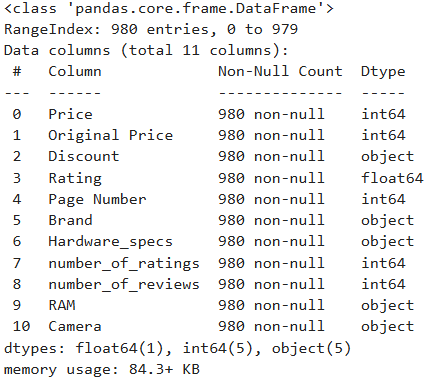 <class 'pandas.core.frame.DataFrame'>
RangeIndex: 980 entries, 0 to 979
Data columns (total 11 columns):
 #   Column             Non-Null Count  Dtype
---  ------             --------------  -----
 0   Price              980 non-null    int64
 1   Original Price     980 non-null    int64
 2   Discount           980 non-null    object
 3   Rating             980 non-null    float64
 4   Page Number        980 non-null    int64
 5   Brand              980 non-null    object
 6   Hardware_specs     980 non-null    object
 7   number_of_ratings  980 non-null    int64
 8   number_of_reviews  980 non-null    int64
 9   RAM                980 non-null    object
 10  Camera             980 non-null    object
dtypes: float64(1), int64(5), object(5)
memory usage: 84.3+ KB